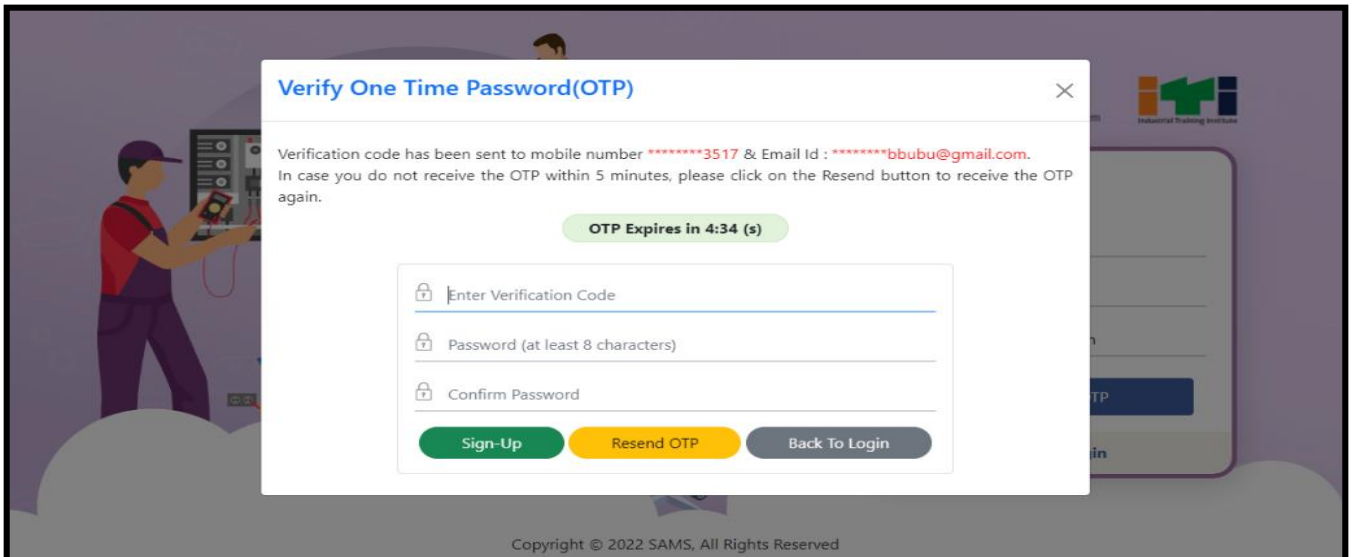 Verify One Time Password(OTP)
Industrial Training Institute
Verification code has been sent to mobile number ********3517 & Email Id : ********bbubu@gmail.com.
In case you do not receive the OTP within 5 minutes, please click on the Resend button to receive the OTP
again.
OTP Expires in 4:34 (s)
Enter Verification Code
Password (at least 8 characters)
Confirm Password
Sign-Up
Resend OTP
Back To Login
Copyright © 2022 SAMS, All Rights Reserved